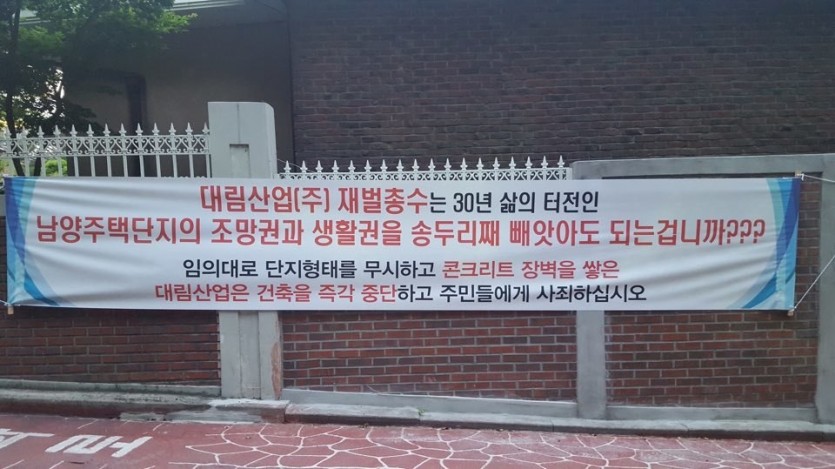 대림산업(주) 재벌총수는 30년 삶의 터전인
남양주택단지의 조망권과 생활권을 송두리째 빼앗아도 되는겁니까???
임의대로 단지형태를 무시하고 콘크리트 장벽을 쌓은
대림산업은 건축을 즉각 중단하고 주민들에게 사죄하십시오